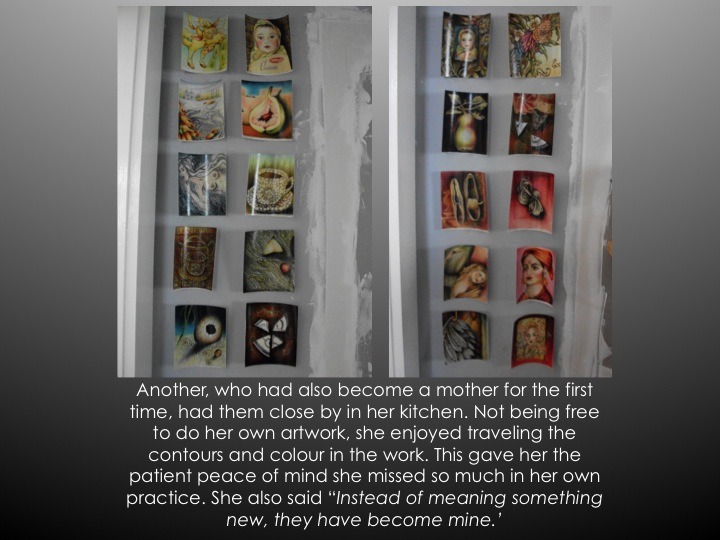 Another, who had also become a mother for the first
time, had them close by in her kitchen. Not being free
to do her own artwork, she enjoyed traveling the
contours and colour in the work. This gave her the
patient peace of mind she missed so much in her own
practice. She also said “Instead of meaning something
new, they have become mine.’